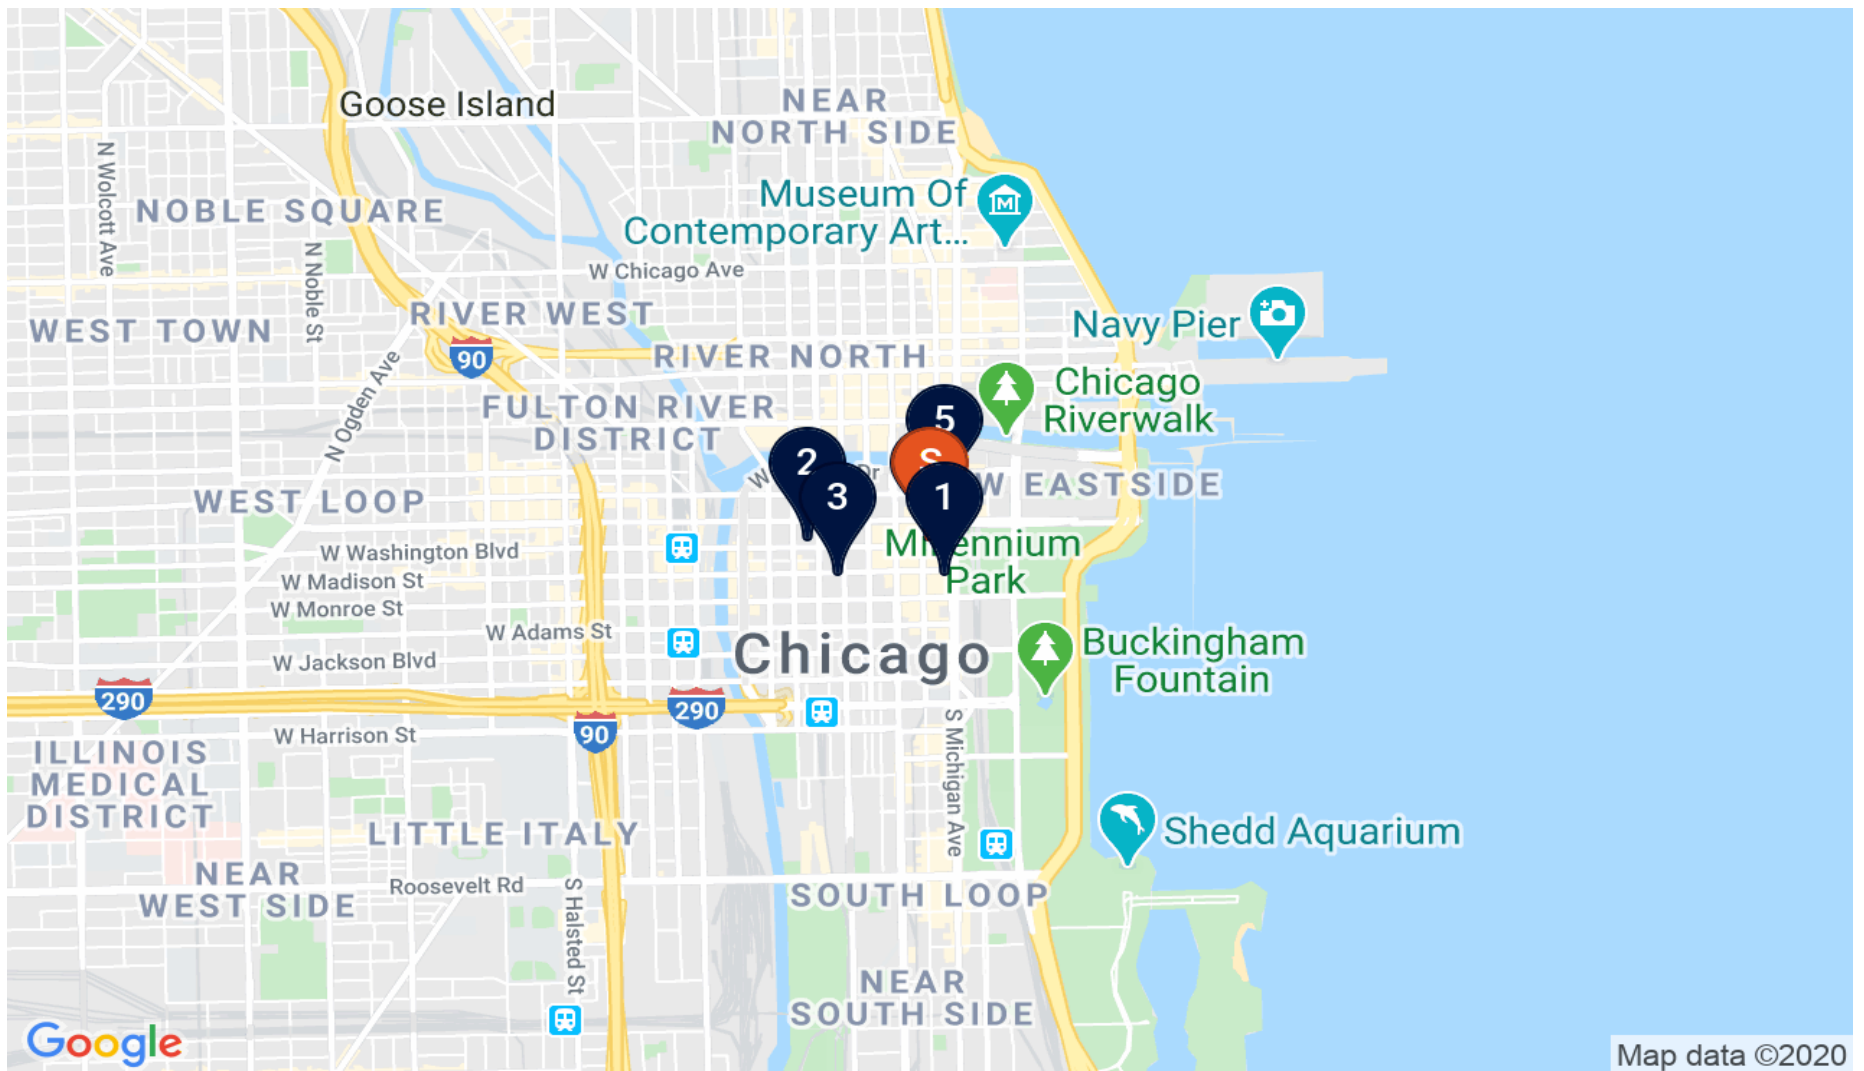 Goose Island
NEAR
NORTH SIDE
N Wolcott Ave
Museum Of
Contemporary Art...
NOBLE SQUARE
N Noble St
W Chicago Ave
RIVER WEST
WEST TOWN
Navy Pier
RIVER NORTH
90
N Ogden Ave
Chicago
Riverwalk
FULTON RIVER
DISTRICT
5
S
2
3
1
W
Dr
W EASTSIDE
WEST LOOP
W Washington Blvd
Millennium
Park
W Madison St
W Monroe St
W Adams St
Chicago
Buckingham
Fountain
W Jackson Blvd
290
290
90
W Harrison St
S Michigan Ave
ILLINOIS
MEDICAL
DISTRICT
LITTLE ITALY
Shedd Aquarium
NEAR
WEST SIDE
Roosevelt Rd
S Halsted St
SOUTH LOOP
NEAR
SOUTH SIDE
Google
Map data ©2020